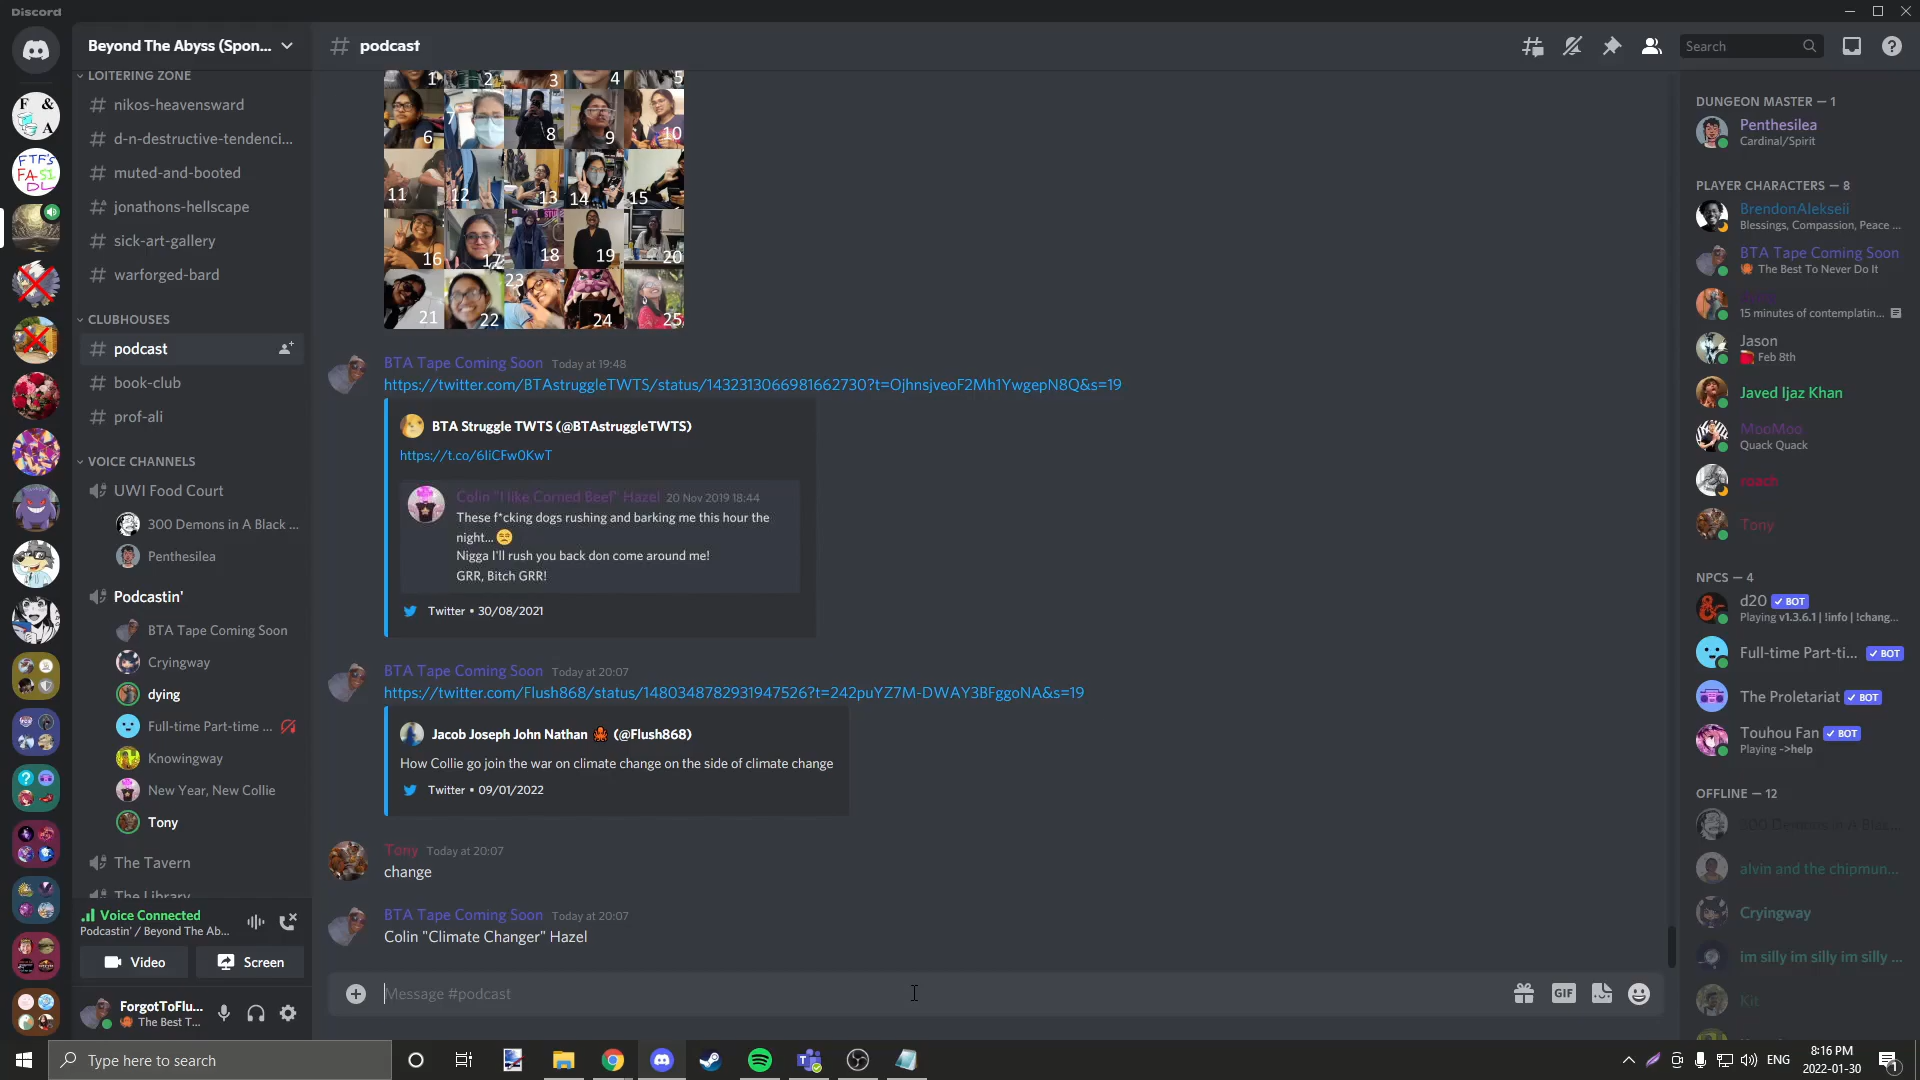 Discord
Beyond The Abyss (Spon...
podcast
Search
LOITERING ZONE
nikos-heavensward
d-n-destructive-tendenci...
muted-and-booted
jonathons-hellscape
sick-art-gallery
warforged-bard
CLUBHOUSES
podcast
book-club
prof-ali
VOICE CHANNELS
UWI Food Court
300 Demons in A Black ...
Penthesilea
Podcastin'
BTA Tape Coming Soon
Cryingway
dying
Full-time Part-time ...
Knowingway
New Year, New Collie
Tony
The Tavern
The Library
Voice Connected
Podcastin' / Beyond The Ab...
Video
Screen
ForgotToFlu...
The Best T...
F &
A
FTF's
FA SI
DL
1 2 3 4 5
6 7 8 9 10
11 12 13 14 15
16 17 18 19 20
21 22 23 24 25
BTA Tape Coming Soon Today at 19:48
https://twitter.com/BTAstruggleTWTS/status/1432313066981662730?t=OjhnsjveoF2Mh1YwgepN8Q&s=19
BTA Struggle TWTS (@BTAstruggleTWTS)
https://t.co/6IiCFw0KwT
Colin "I like Corned Beef" Hazel 20 Nov 2019 18:44
These f*cking dogs rushing and barking me this hour the
night... 😒
Nigga I'll rush you back don come around me!
GRR, Bitch GRR!
Twitter • 30/08/2021
BTA Tape Coming Soon Today at 20:07
https://twitter.com/Flush868/status/1480348782931947526?t=242puYZ7M-DWAY3BFggoNA&s=19
Jacob Joseph John Nathan 🐙 (@Flush868)
How Collie go join the war on climate change on the side of climate change
Twitter • 09/01/2022
Tony Today at 20:07
change
BTA Tape Coming Soon Today at 20:07
Colin "Climate Changer" Hazel
Message #podcast
GIF
DUNGEON MASTER — 1
Penthesilea
Cardinal/Spirit
PLAYER CHARACTERS — 8
BrendonAlekseii
Blessings, Compassion, Peace ...
BTA Tape Coming Soon
🐙 The Best To Never Do It
15 minutes of contemplatin...
Jason
🧧 Feb 8th
Javed Ijaz Khan
MooMoo
Quack Quack
roach
Tony
NPCS — 4
d20 ✓ BOT
Playing v1.3.6.1 | !info | !chang...
Full-time Part-ti... ✓ BOT
The Proletariat ✓ BOT
Touhou Fan ✓ BOT
Playing ->help
OFFLINE — 12
300 Demons in A Blac...
alvin and the chipmun...
Cryingway
im silly im silly im silly ...
Kit
Type here to search
ENG
8:16 PM
2022-01-30
1